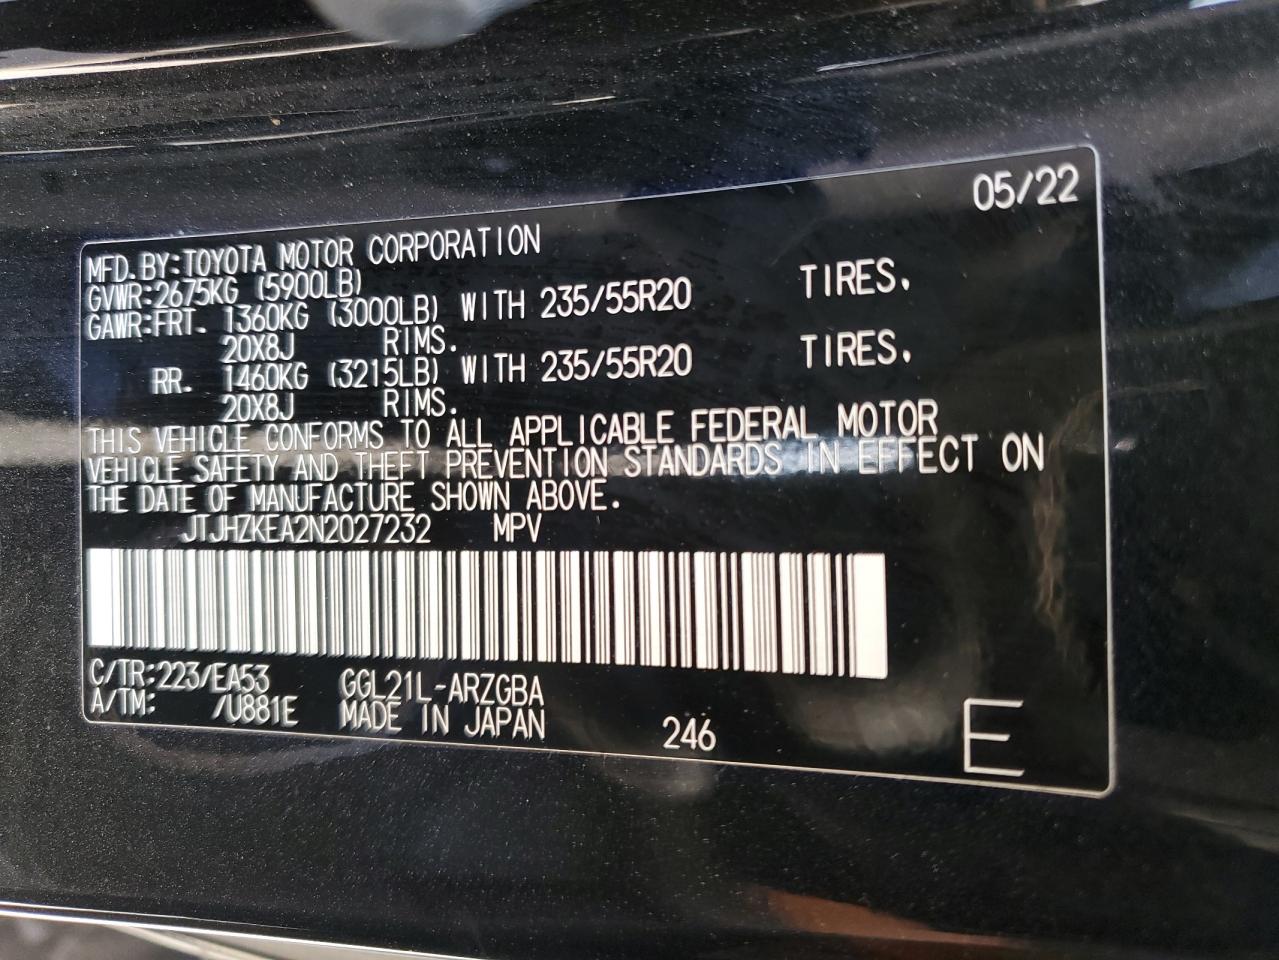 05/22
MFD.BY:TOYOTA MOTOR CORPORATION
GVWR:2675KG (5900LB)
GAWR:FRT. 1360KG (3000LB) WITH 235/55R20 TIRES.
20X8J RIMS.
RR. 1460KG (3215LB) WITH 235/55R20 TIRES.
20X8J RIMS.
THIS VEHICLE CONFORMS TO ALL APPLICABLE FEDERAL MOTOR
VEHICLE SAFETY AND THEFT PREVENTION STANDARDS IN EFFECT ON
THE DATE OF MANUFACTURE SHOWN ABOVE.
JTJHZKEA2N2027232 MPV
C/TR:223/EA53 GGL21L-ARZGBA
A/TM: /U881E MADE IN JAPAN 246 E